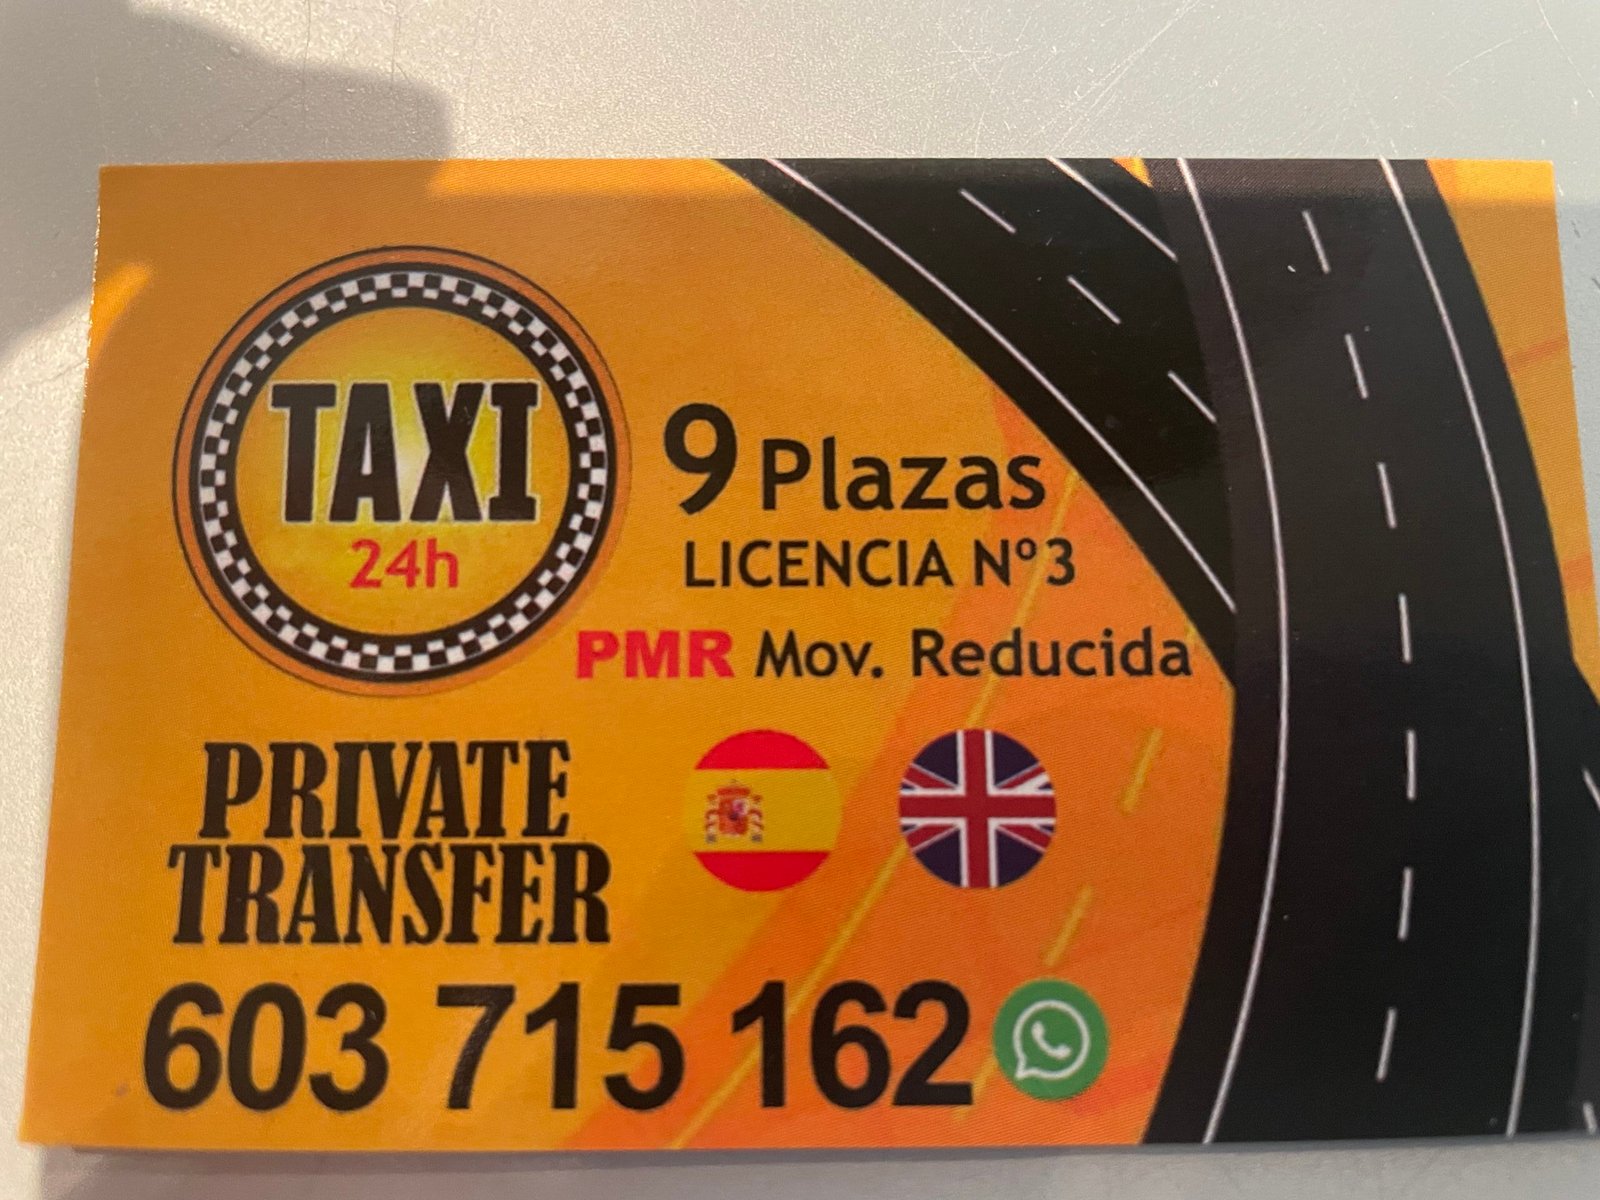 TAXI
24h
9 Plazas
LICENCIA Nº3
PMR Mov. Reducida
PRIVATE
TRANSFER
603 715 162